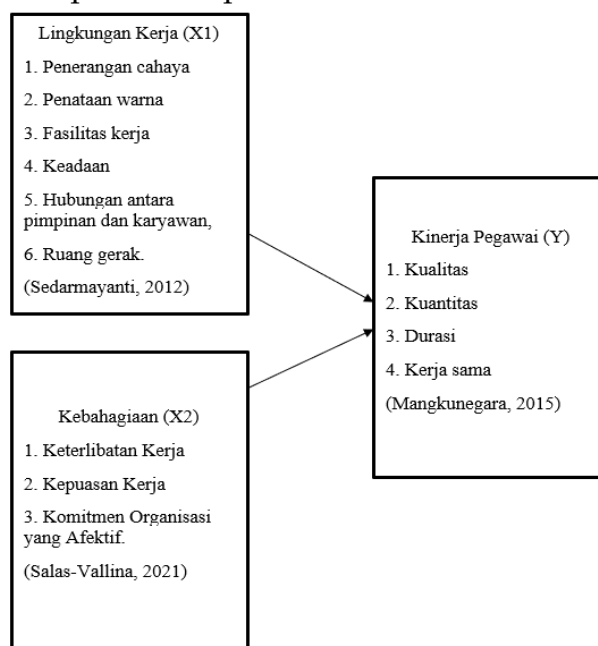 Lingkungan Kerja (X1)
1. Penerangan cahaya
2. Penataan warna
3. Fasilitas kerja
4. Keadaan
5. Hubungan antara
pimpinan dan karyawan,
6. Ruang gerak.
(Sedarmayanti, 2012)
Kebahagiaan (X2)
1. Keterlibatan Kerja
2. Kepuasan Kerja
3. Komitmen Organisasi
yang Afektif.
(Salas-Vallina, 2021)
Kinerja Pegawai (Y)
1. Kualitas
2. Kuantitas
3. Durasi
4. Kerja sama
(Mangkunegara, 2015)